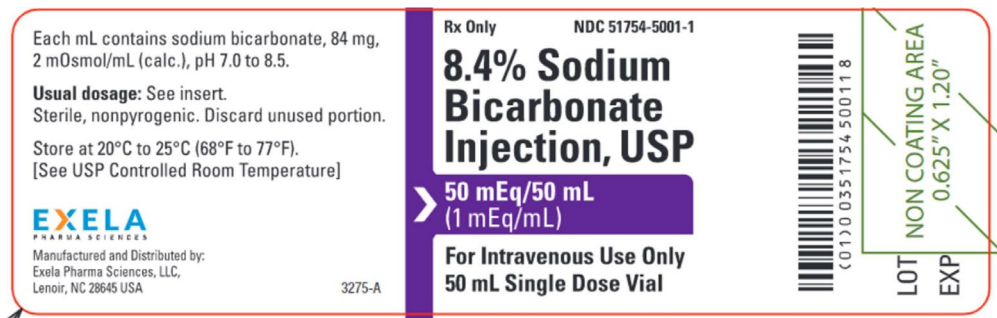 Each mL contains sodium bicarbonate, 84 mg,
2 mOsmol/mL (calc.), pH 7.0 to 8.5.
Usual dosage: See insert.
Sterile, nonpyrogenic. Discard unused portion.
Store at 20°C to 25°C (68°F to 77°F).
[See USP Controlled Room Temperature]
EXELA
PHARMA SCIENCES
Manufactured and Distributed by:
Exela Pharma Sciences, LLC,
Lenoir, NC 28645 USA
3275-A
Rx Only
NDC 51754-5001-1
8.4% Sodium
Bicarbonate
Injection, USP
50 mEq/50 mL
(1 mEq/mL)
For Intravenous Use Only
50 mL Single Dose Vial
(01)0 0351754 500118
NON COATING AREA
0.625" X 1.20"
LOT
EXP